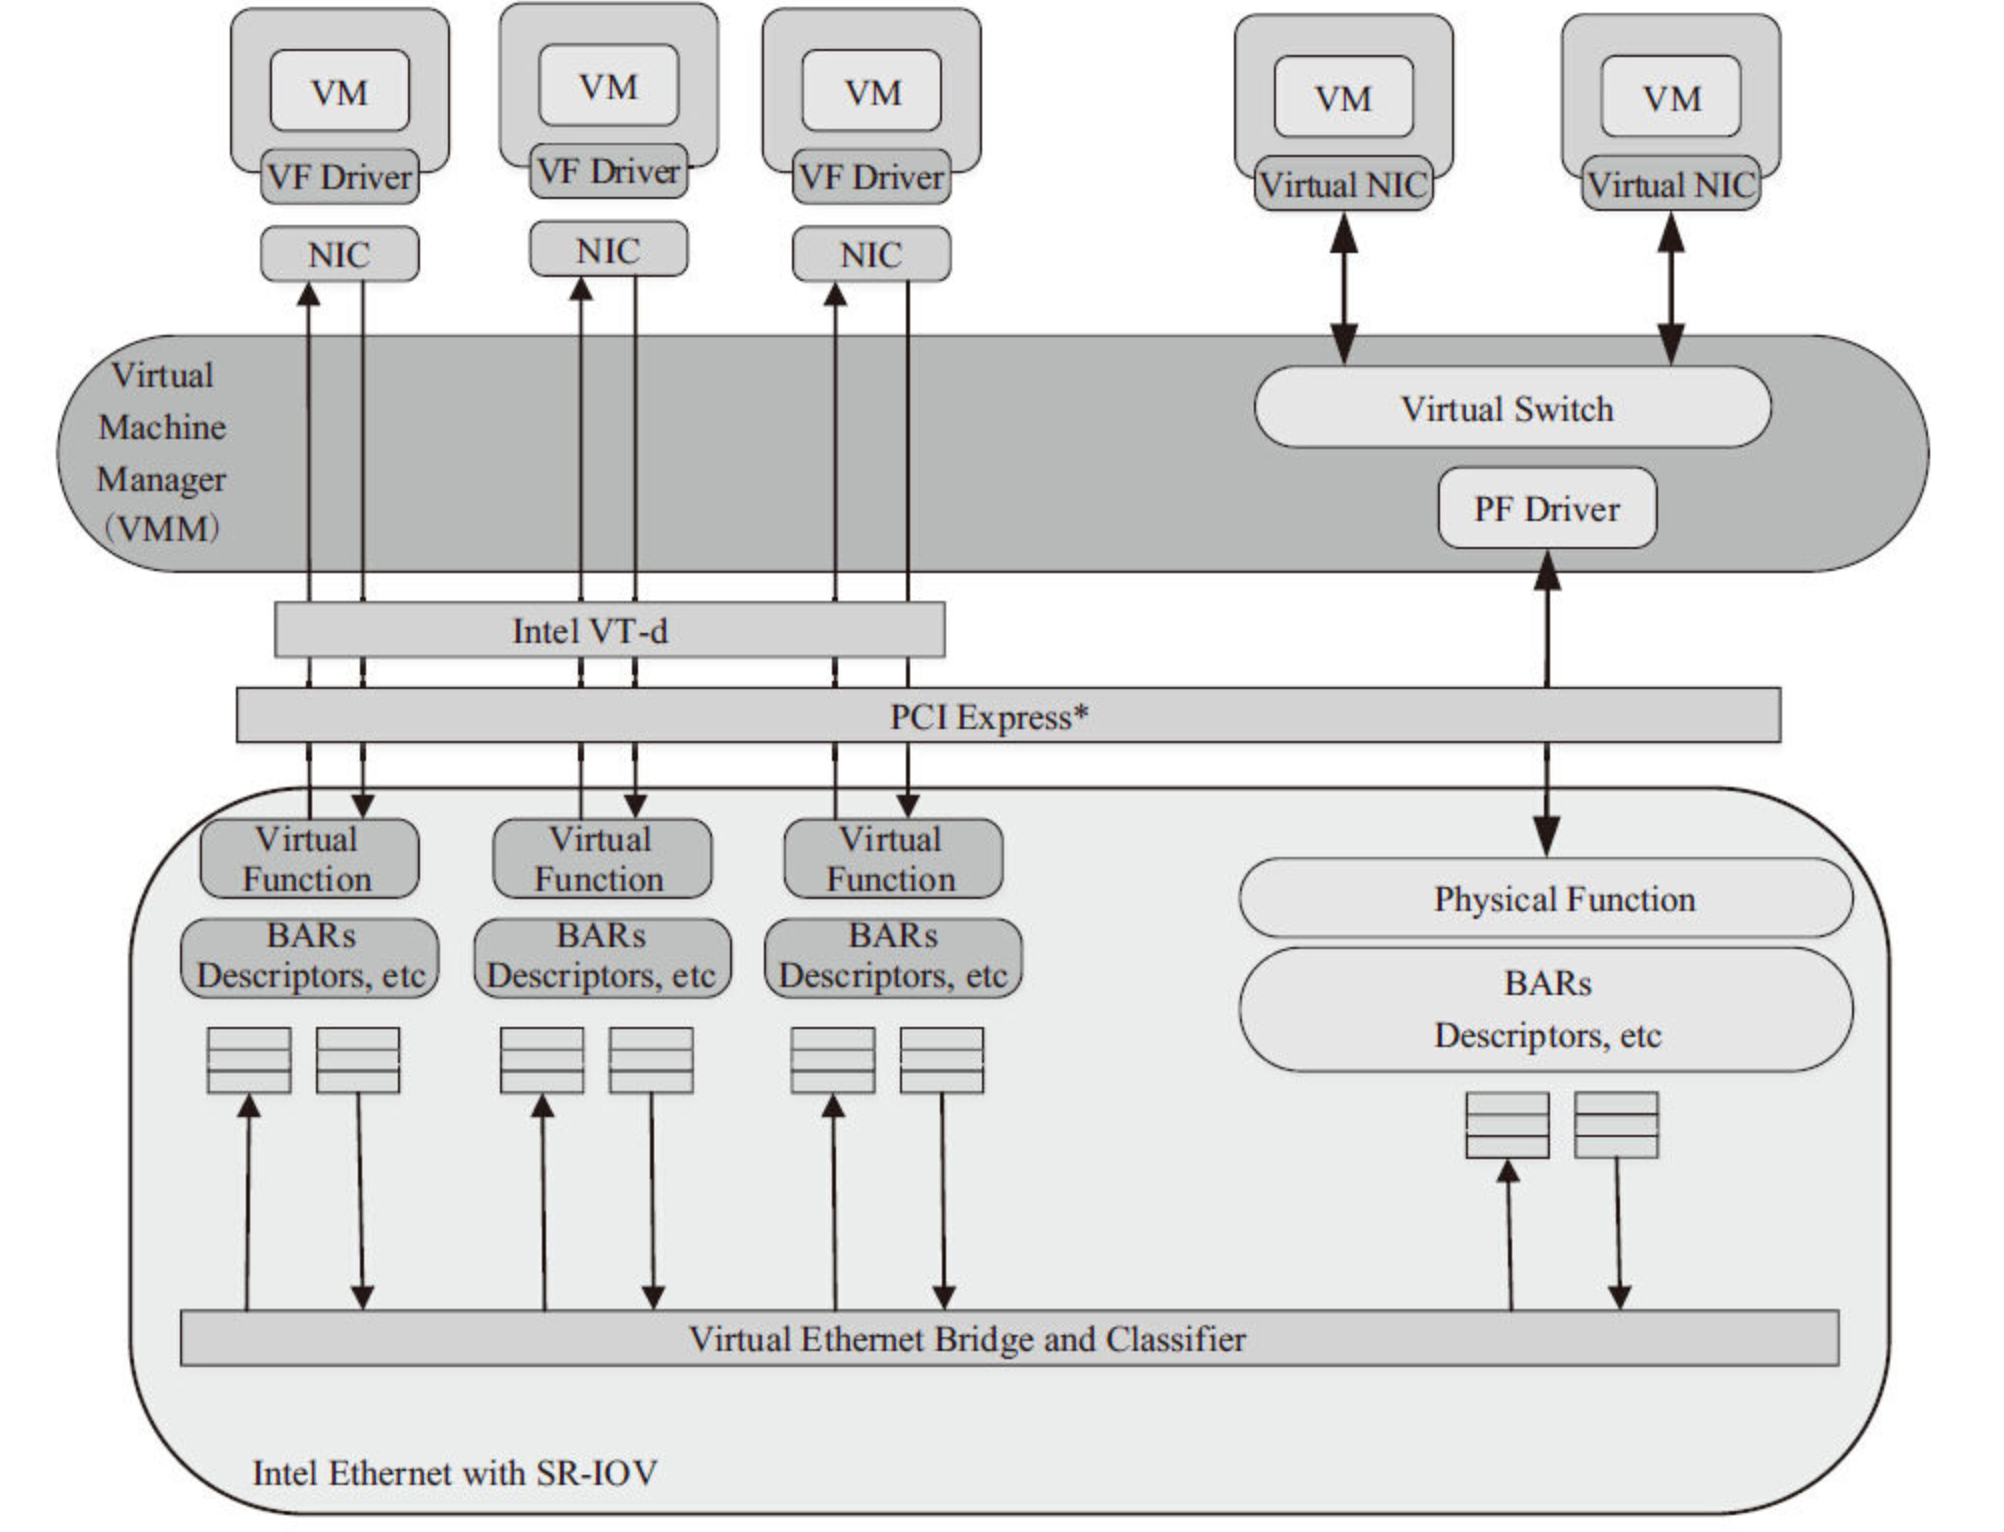 VM
VM
VM
VM
VM
VF Driver
VF Driver
VF Driver
Virtual NIC
Virtual NIC
NIC
NIC
NIC
Virtual
Machine
Manager
(VMM)
Virtual Switch
PF Driver
Intel VT-d
PCI Express*
Virtual
Function
Virtual
Function
Virtual
Function
Physical Function
BARs
Descriptors, etc
BARs
Descriptors, etc
BARs
Descriptors, etc
BARs
Descriptors, etc
Virtual Ethernet Bridge and Classifier
Intel Ethernet with SR-IOV